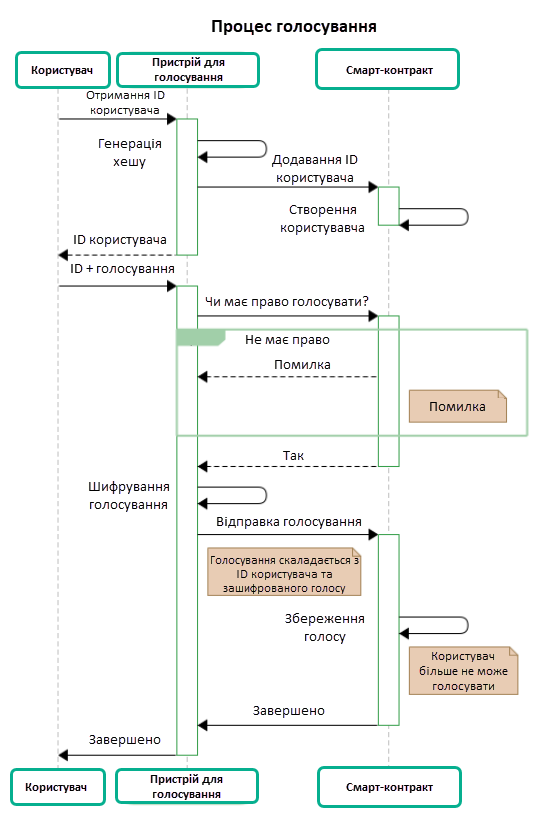 Процес голосування
Користувач
Пристрій для
голосування
Смарт-контракт
Отримання ID
користувача
Генерація
хешу
Додавання ID
користувача
Створення
користувавча
ID користувача
ID + голосування
Чи має право голосувати?
Не має право
Помилка
Помилка
Так
Шифрування
голосування
Відправка голосування
Голосування скаладається з
ID користувача та
зашифрованого голосу
Збереження
голосу
Користувач
більше не може
голосувати
Завершено
Завершено
Користувач
Пристрій для
голосування
Смарт-контракт